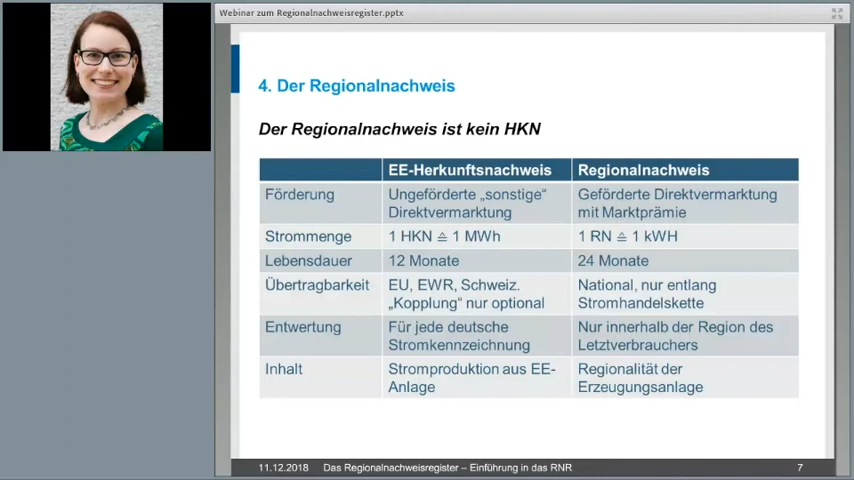 Webinar zum Regionalnachweisregister.pptx
4. Der Regionalnachweis
Der Regionalnachweis ist kein HKN
EE-Herkunftsnachweis Regionalnachweis
Förderung Ungeförderte „sonstige“ Geförderte Direktvermarktung
Direktvermarktung mit Marktprämie
Strommenge 1 HKN ≙ 1 MWh 1 RN ≙ 1 kWH
Lebensdauer 12 Monate 24 Monate
Übertragbarkeit EU, EWR, Schweiz. National, nur entlang
„Kopplung“ nur optional Stromhandelskette
Entwertung Für jede deutsche Nur innerhalb der Region des
Stromkennzeichnung Letztverbrauchers
Inhalt Stromproduktion aus EE- Regionalität der
Anlage Erzeugungsanlage
11.12.2018 Das Regionalnachweisregister – Einführung in das RNR 7